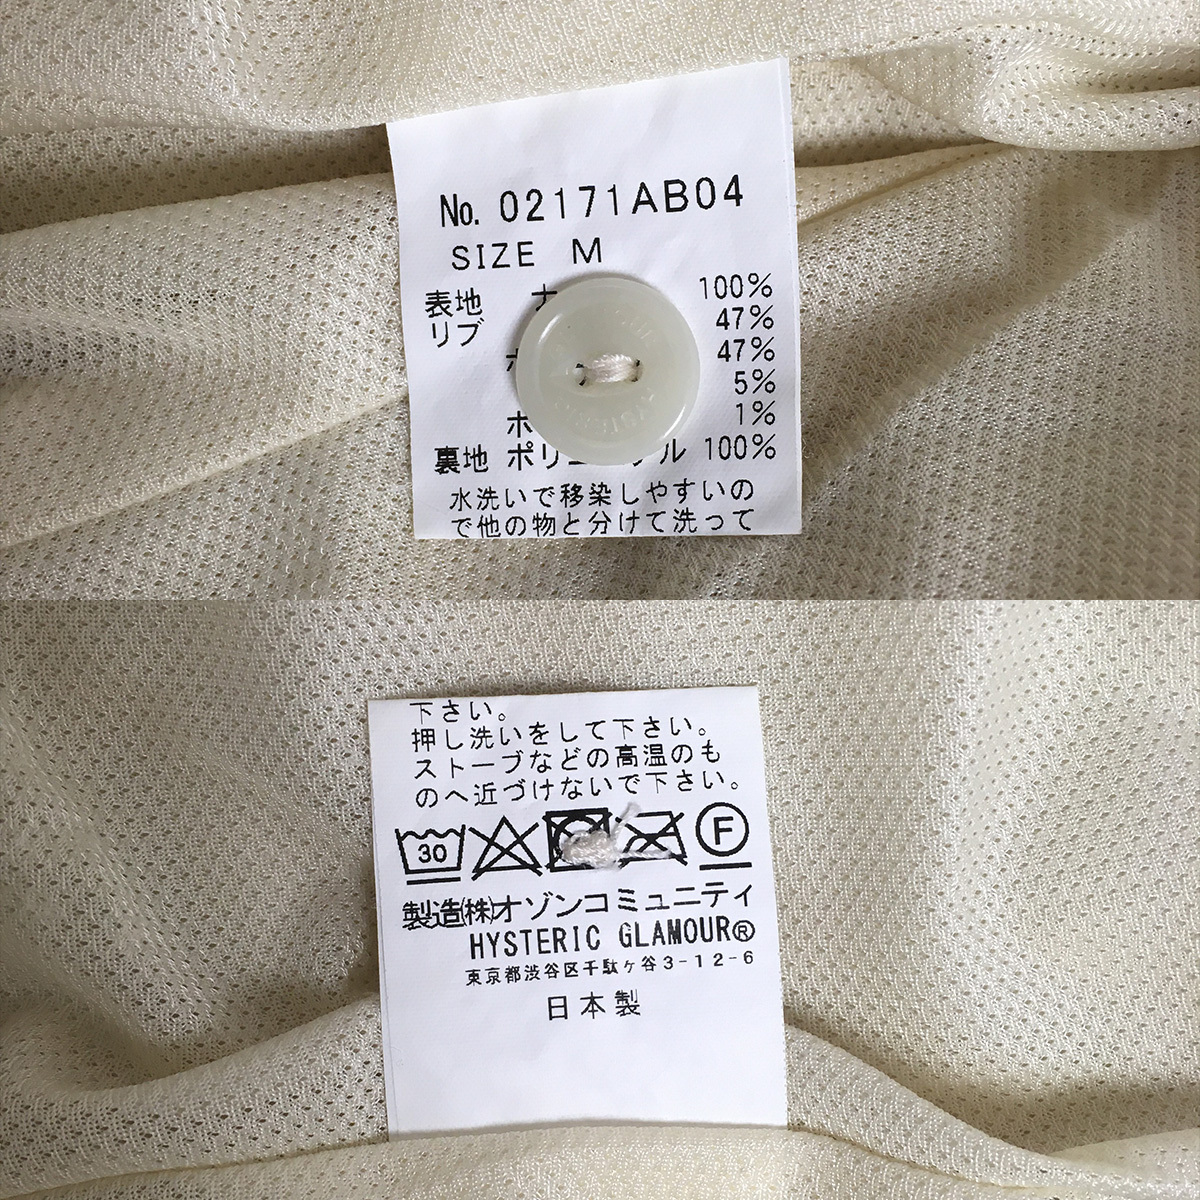 No. 02171AB04
SIZE M
表地 100%
リブ 47%
47%
5%
1%
裏地 100%
水洗いで移染しやすいの
で他の物と分けて洗って
下さい。
押し洗いをして下さい。
ストーブなどの高温のも
のへ近づけないで下さい。
30 F
製造(株)オゾンコミュニティ
HYSTERIC GLAMOUR®
東京都渋谷区千駄ヶ谷3-12-6
日本製